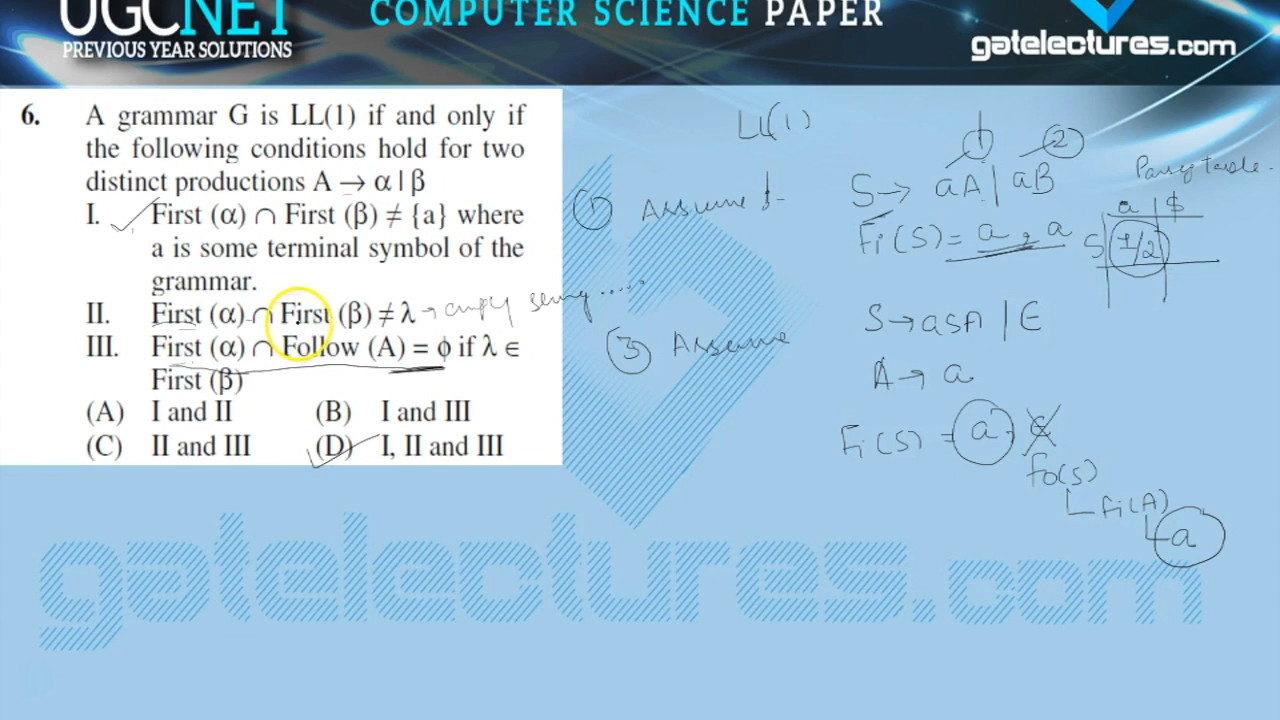 UGCNET
COMPUTER SCIENCE PAPER
PREVIOUS YEAR SOLUTIONS
gatelectures.com
6. A grammar G is LL(1) if and only if
the following conditions hold for two
distinct productions A → α | β
I. First (α) ∩ First (β) ≠ {a} where
a is some terminal symbol of the
grammar.
II. First (α) ∩ First (β) ≠ λ → empty string .....
III. First (α) ∩ Follow (A) = ϕ if λ ∈
First (β)
(A) I and II (B) I and III
(C) II and III (D) I, II and III
① Assume
③ Assume
LL(1)
① ②
S → aA | aB
Fi(S) = a, a
Parse table
a | $
S | 1/2
S → aSA | ∈
A → a
Fi(S) = a, ∈
Fo(S)
Fi(A)
a
gatelectures.com